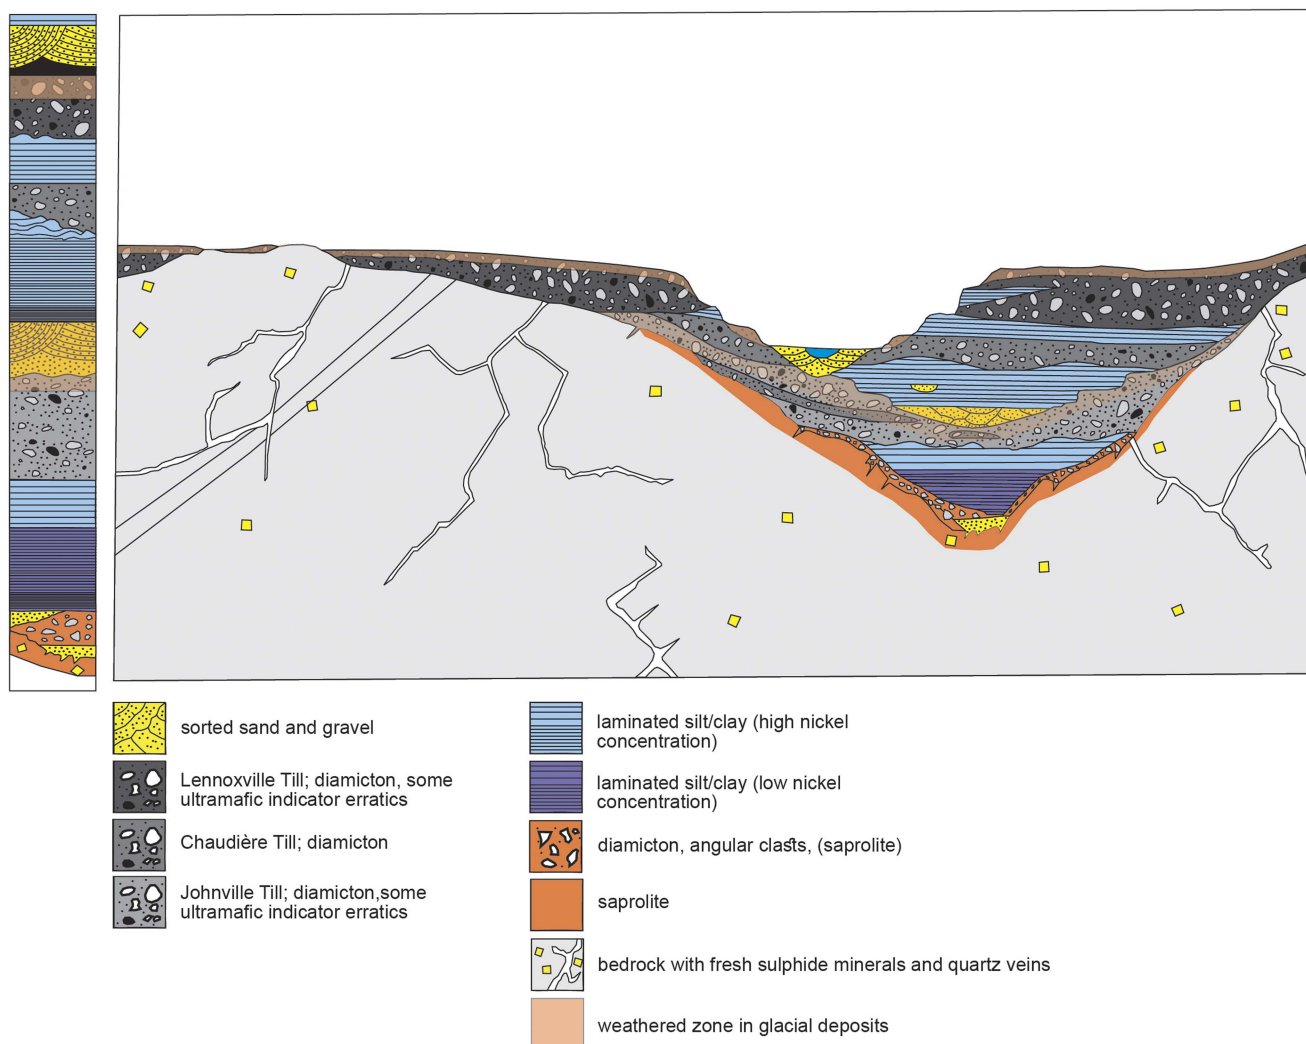 sorted sand and gravel
Lennoxville Till; diamicton, some
ultramafic indicator erratics
Chaudière Till; diamicton
Johnville Till; diamicton,some
ultramafic indicator erratics
laminated silt/clay (high nickel
concentration)
laminated silt/clay (low nickel
concentration)
diamicton, angular clasts, (saprolite)
saprolite
bedrock with fresh sulphide minerals and quartz veins
weathered zone in glacial deposits